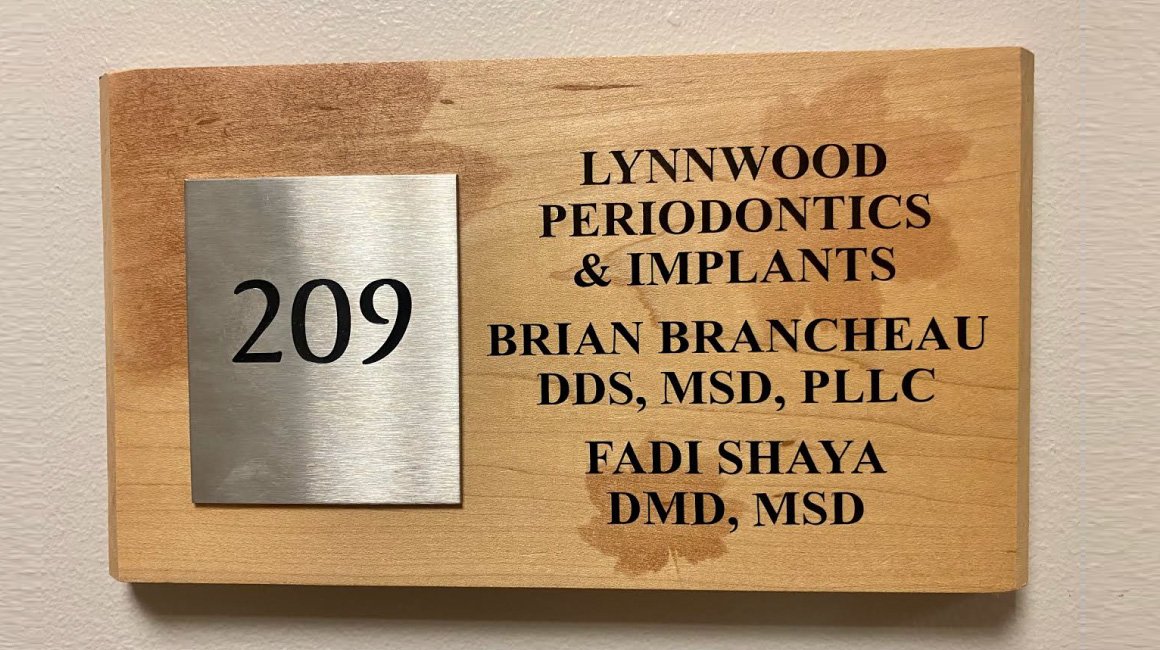 209
LYNNWOOD
PERIODONTICS
& IMPLANTS
BRIAN BRANCHEAU
DDS, MSD, PLLC
FADI SHAYA
DMD, MSD